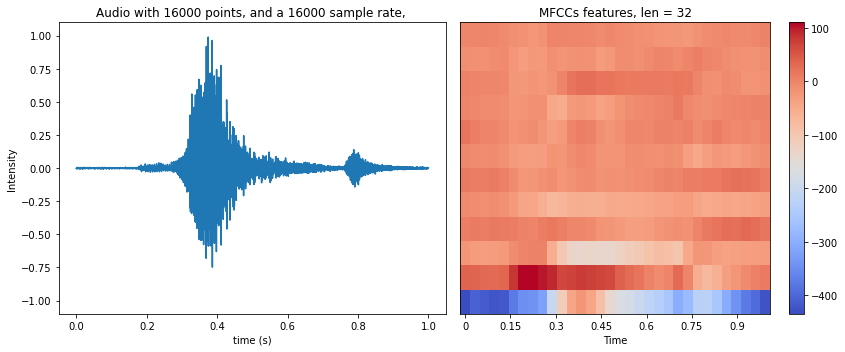 Audio with 16000 points, and a 16000 sample rate,
1.00
0.75
0.50
0.25
0.00
−0.25
−0.50
−0.75
−1.00
Intensity
0.0 0.2 0.4 0.6 0.8 1.0
time (s)
MFCCs features, len = 32
0 0.15 0.3 0.45 0.6 0.75 0.9
Time
100
0
−100
−200
−300
−400